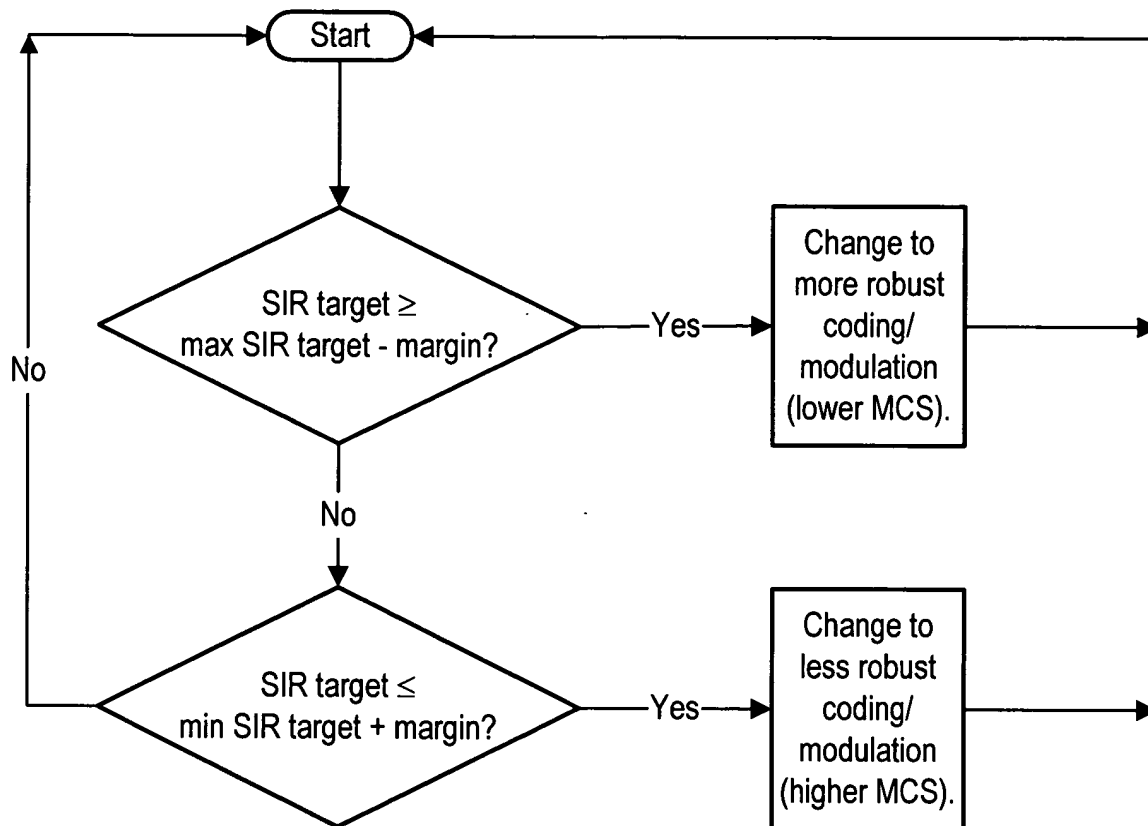 Start
SIR target ≥
max SIR target - margin?
Yes
Change to
more robust
coding/
modulation
(lower MCS).
No
No
SIR target ≤
min SIR target + margin?
Yes
Change to
less robust
coding/
modulation
(higher MCS).